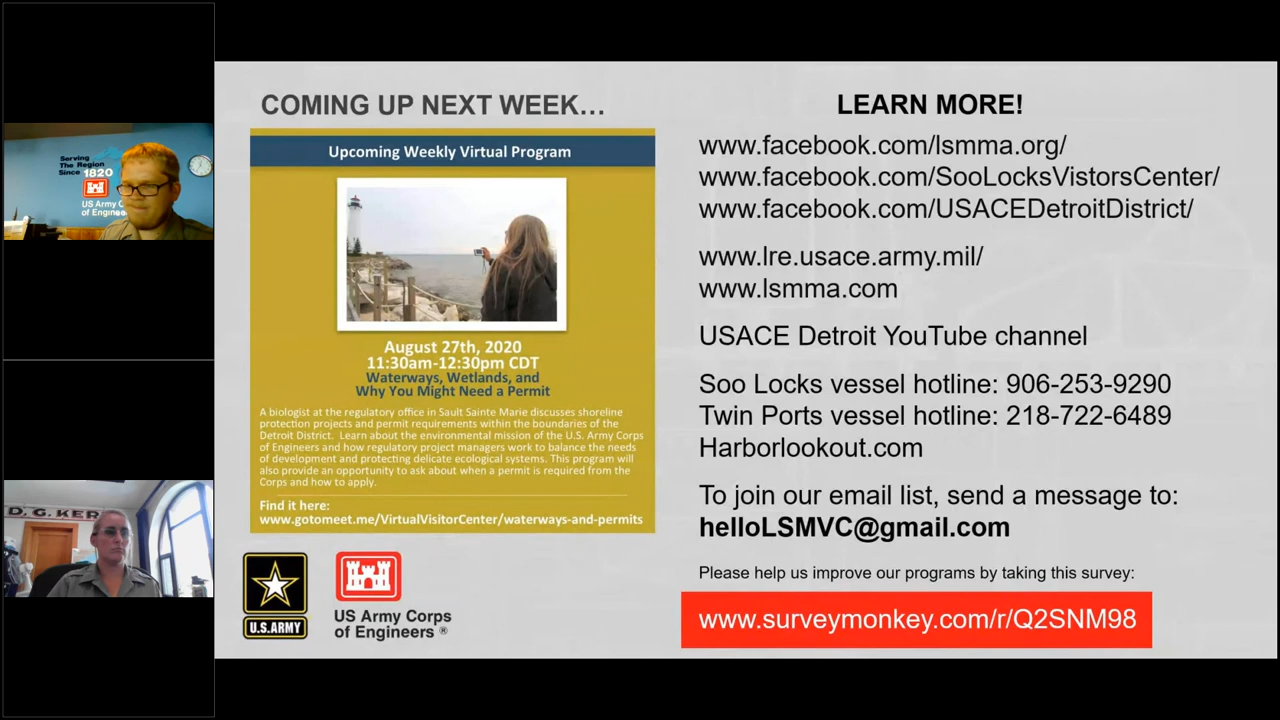 Serving
The Region
Since 1820
US Army C
of Enginee
D. G. KER
COMING UP NEXT WEEK...
Upcoming Weekly Virtual Program
August 27th, 2020
11:30am-12:30pm CDT
Waterways, Wetlands, and
Why You Might Need a Permit
A biologist at the regulatory office in Sault Sainte Marie discusses shoreline
protection projects and permit requirements within the boundaries of the
Detroit District. Learn about the environmental mission of the U.S. Army Corps
of Engineers and how regulatory project managers work to balance the needs
of development and protecting delicate ecological systems. This program will
also provide an opportunity to ask about when a permit is required from the
Corps and how to apply.
Find it here:
www.gotomeet.me/VirtualVisitorCenter/waterways-and-permits
U.S.ARMY
US Army Corps
of Engineers ®
LEARN MORE!
www.facebook.com/lsmma.org/
www.facebook.com/SooLocksVistorsCenter/
www.facebook.com/USACEDetroitDistrict/
www.lre.usace.army.mil/
www.lsmma.com
USACE Detroit YouTube channel
Soo Locks vessel hotline: 906-253-9290
Twin Ports vessel hotline: 218-722-6489
Harborlookout.com
To join our email list, send a message to:
helloLSMVC@gmail.com
Please help us improve our programs by taking this survey:
www.surveymonkey.com/r/Q2SNM98